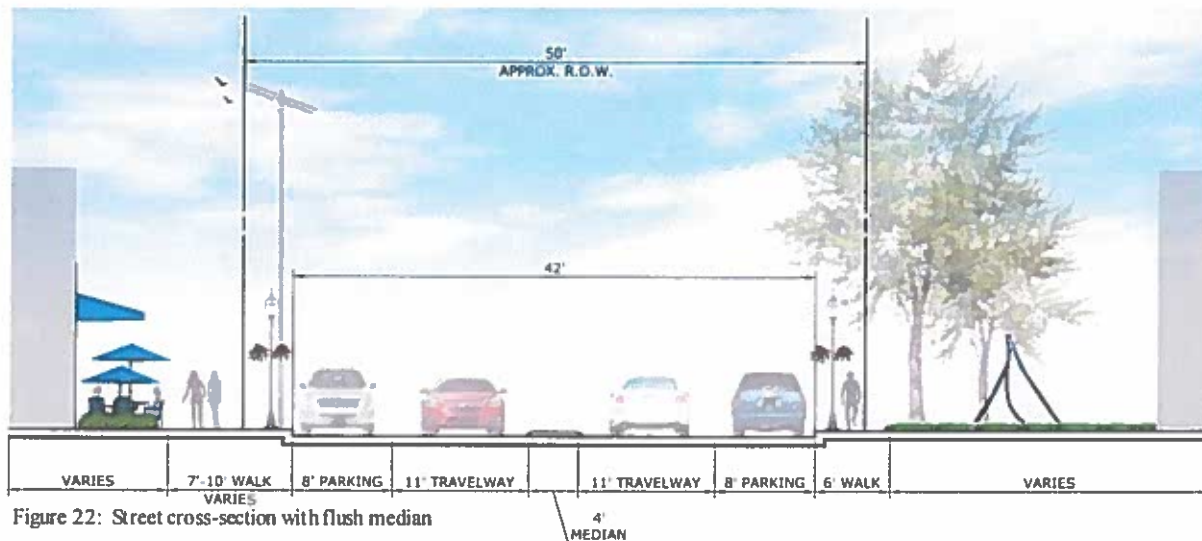 50'
APPROX. R.O.W.
42'
VARIES 7'-10' WALK 8' PARKING 11' TRAVELWAY 11' TRAVELWAY 8' PARKING 6' WALK VARIES
VARIES
4'
MEDIAN
Figure 22: Street cross-section with flush median